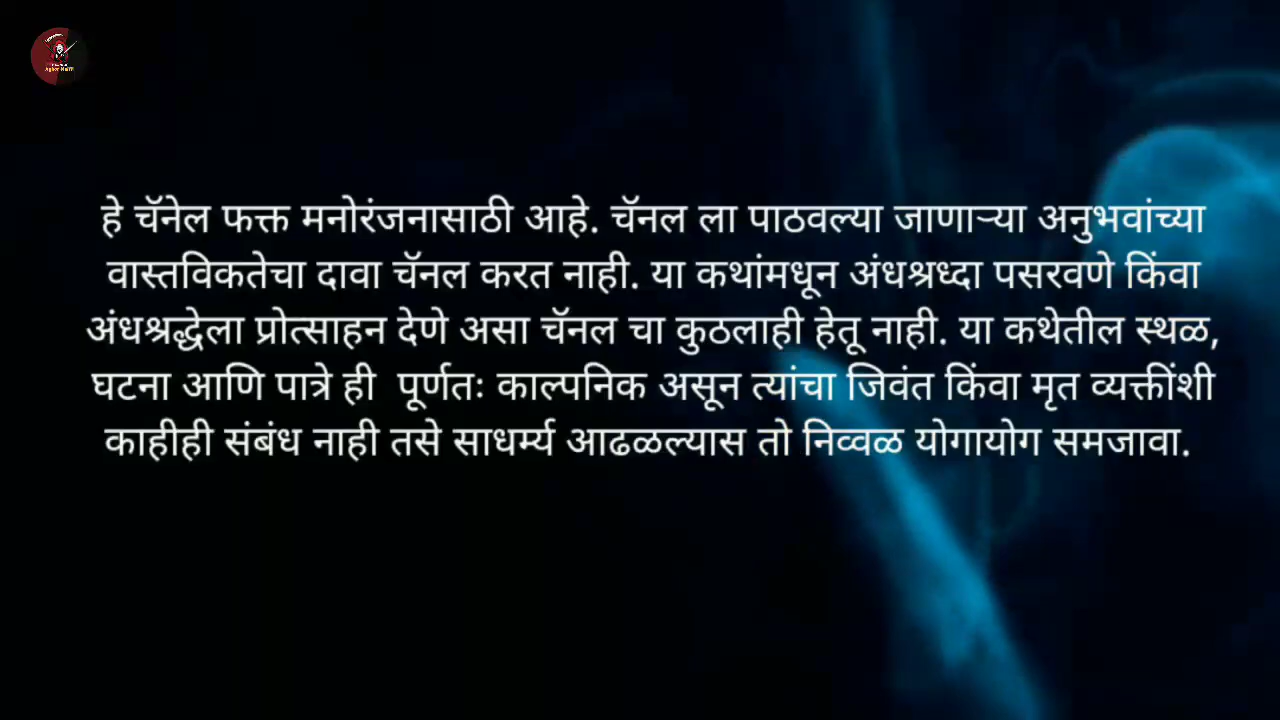 हे चॅनेल फक्त मनोरंजनासाठी आहे. चॅनल ला पाठवल्या जाणाऱ्या अनुभवांच्या
वास्तविकतेचा दावा चॅनल करत नाही. या कथांमधून अंधश्रध्दा पसरवणे किंवा
अंधश्रद्धेला प्रोत्साहन देणे असा चॅनल चा कुठलाही हेतू नाही. या कथेतील स्थळ,
घटना आणि पात्रे ही  पूर्णतः काल्पनिक असून त्यांचा जिवंत किंवा मृत व्यक्तींशी
काहीही संबंध नाही तसे साधर्म्य आढळल्यास तो निव्वळ योगायोग समजावा.